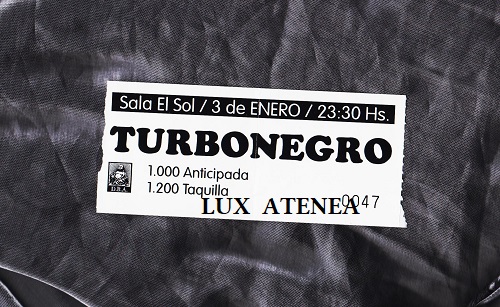 Sala El Sol / 3 de ENERO / 23:30 Hs.
TURBONEGRO
1.000 Anticipada
1.200 Taquilla
D.B.A.
LUX ATENEA
0047